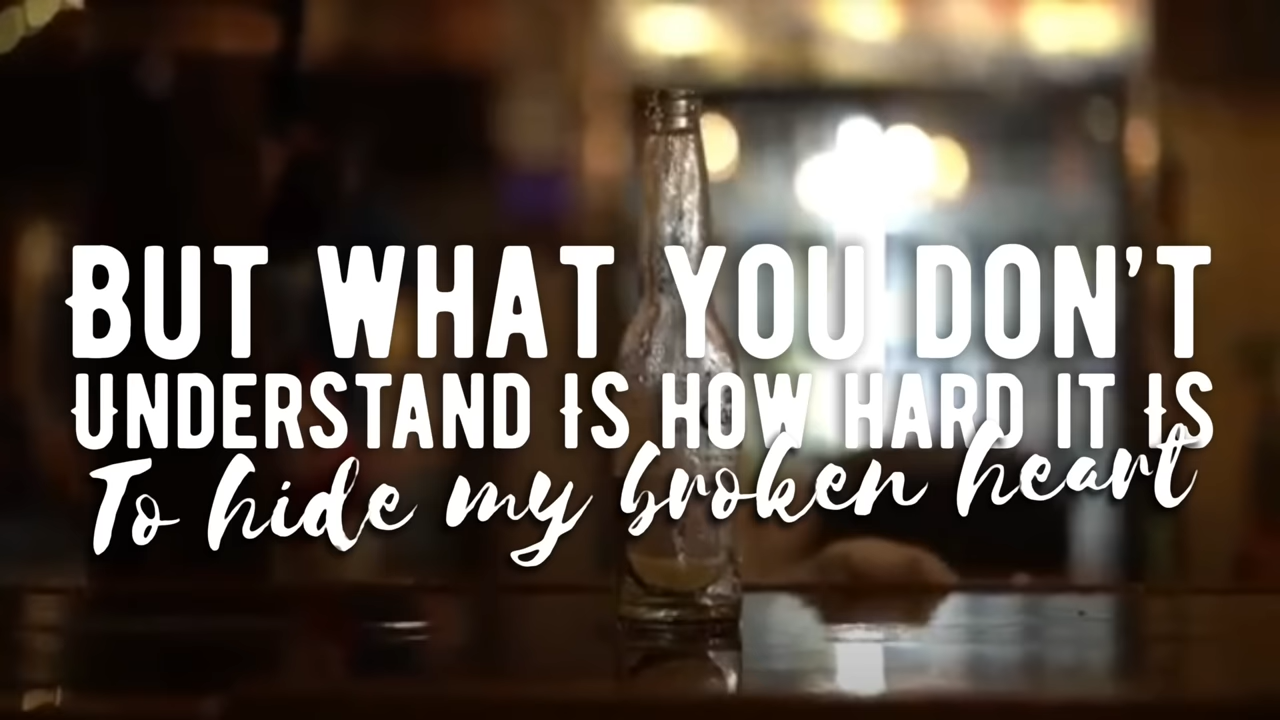 BUT WHAT YOU DON'T
UNDERSTAND IS HOW HARD IT IS
To hide my broken heart